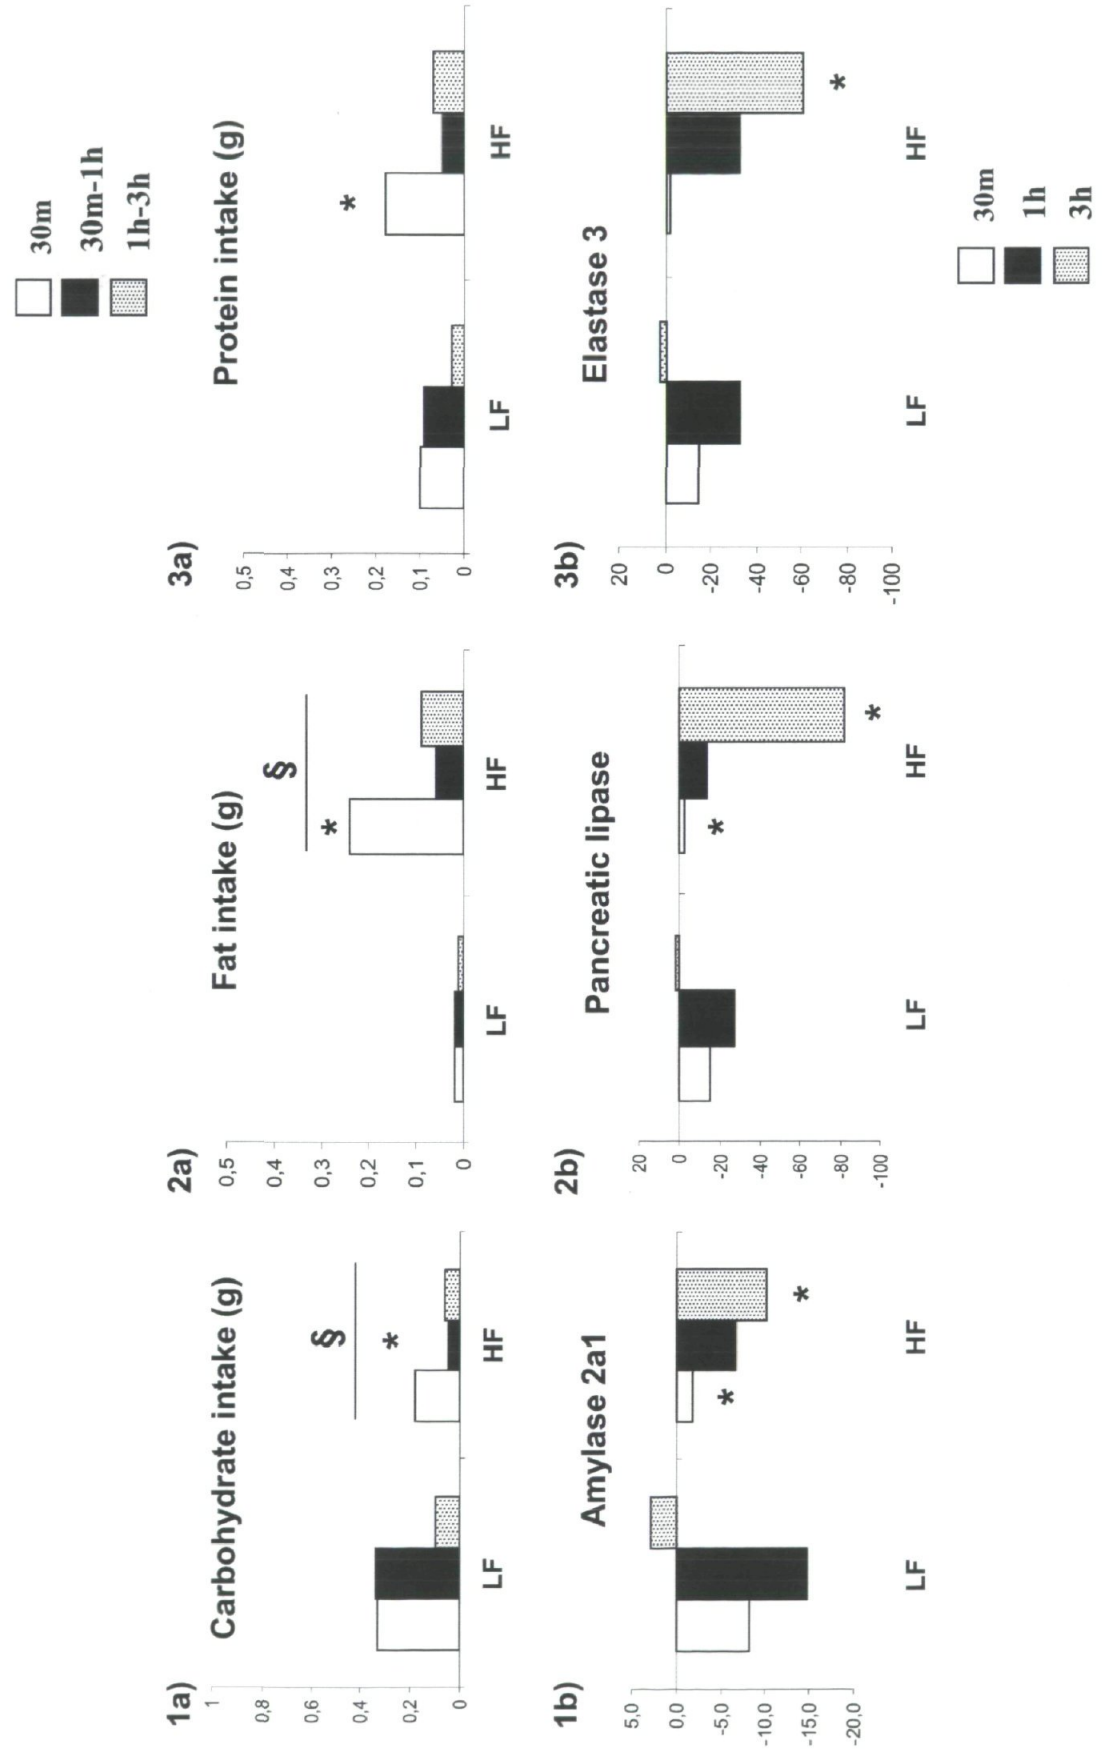 30m
30m-1h
1h-3h
1a)
Carbohydrate intake (g)
1
0,8
0,6
0,4
0,2
0
§
*
LF
HF
2a)
Fat intake (g)
0,5
0,4
0,3
0,2
0,1
0
§
*
LF
HF
3a)
Protein intake (g)
0,5
0,4
0,3
0,2
0,1
0
*
LF
HF
1b)
Amylase 2a1
5,0
0,0
-5,0
-10,0
-15,0
-20,0
*
*
LF
HF
2b)
Pancreatic lipase
20
0
-20
-40
-60
-80
-100
*
*
LF
HF
3b)
Elastase 3
20
0
-20
-40
-60
-80
-100
*
LF
HF
30m
1h
3h